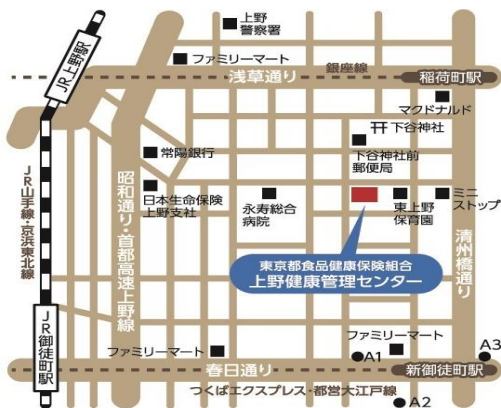 上野
警察署
JR上野駅
ファミリーマート
銀座線
浅草通り
稲荷町駅
マクドナルド
下谷神社
常陽銀行
下谷神社前
郵便局
JR山手線・京浜東北線
昭和通り・首都高速上野線
日本生命保険
上野支社
永寿総合
病院
東上野
保育園
ミニ
ストップ
清州橋通り
東京都食品健康保険組合
上野健康管理センター
JR御徒町駅
ファミリーマート
ファミリーマート
A1
A3
春日通り
新御徒町駅
つくばエクスプレス・都営大江戸線
A2